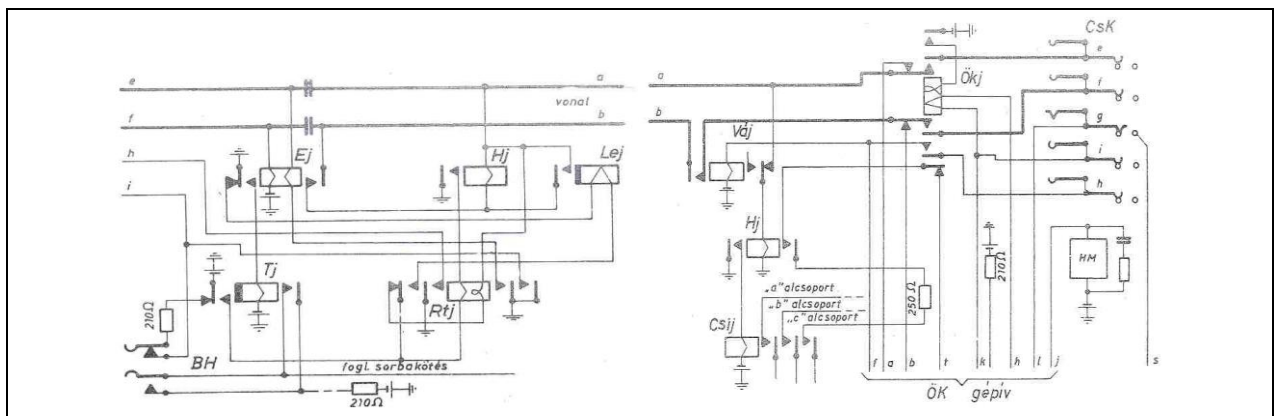 CsK
e
Ökj
e
a
a
vonal
f
f
b
b
g
h
Ej
Hj
Lej
Váj
i
i
h
Hj
Tj
Rtj
210Ω
BH
fogl. sorbakötés
210Ω
„a” alcsoport
„b” alcsoport
„c” alcsoport
Csij
250 Ω
210Ω
HM
f a b t k h l j s
ÖK gépív